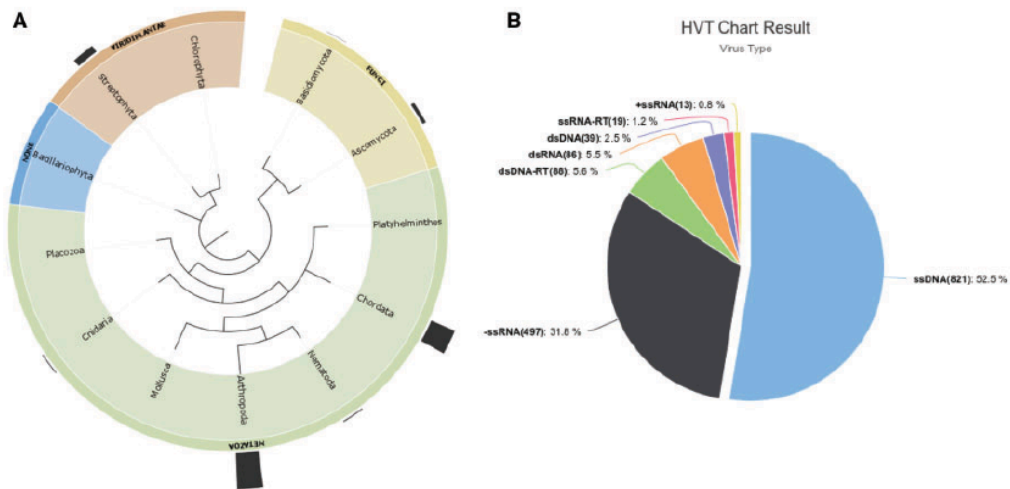 A
VIRIDIPLANTAE
Chlorophyta
Streptophyta
NONE
Bacillariophyta
FUNGI
Basidiomycota
Ascomycota
Platyhelminthes
Chordata
Nematoda
Arthropoda
Mollusca
Cnidaria
Placozoa
METAZOA
B
HVT Chart Result
Virus Type
+ssRNA(13): 0.8 %
ssRNA-RT(19): 1.2 %
dsDNA(39): 2.5 %
dsRNA(86): 5.5 %
dsDNA-RT(88): 5.6 %
-ssRNA(497): 31.8 %
ssDNA(821): 52.5 %